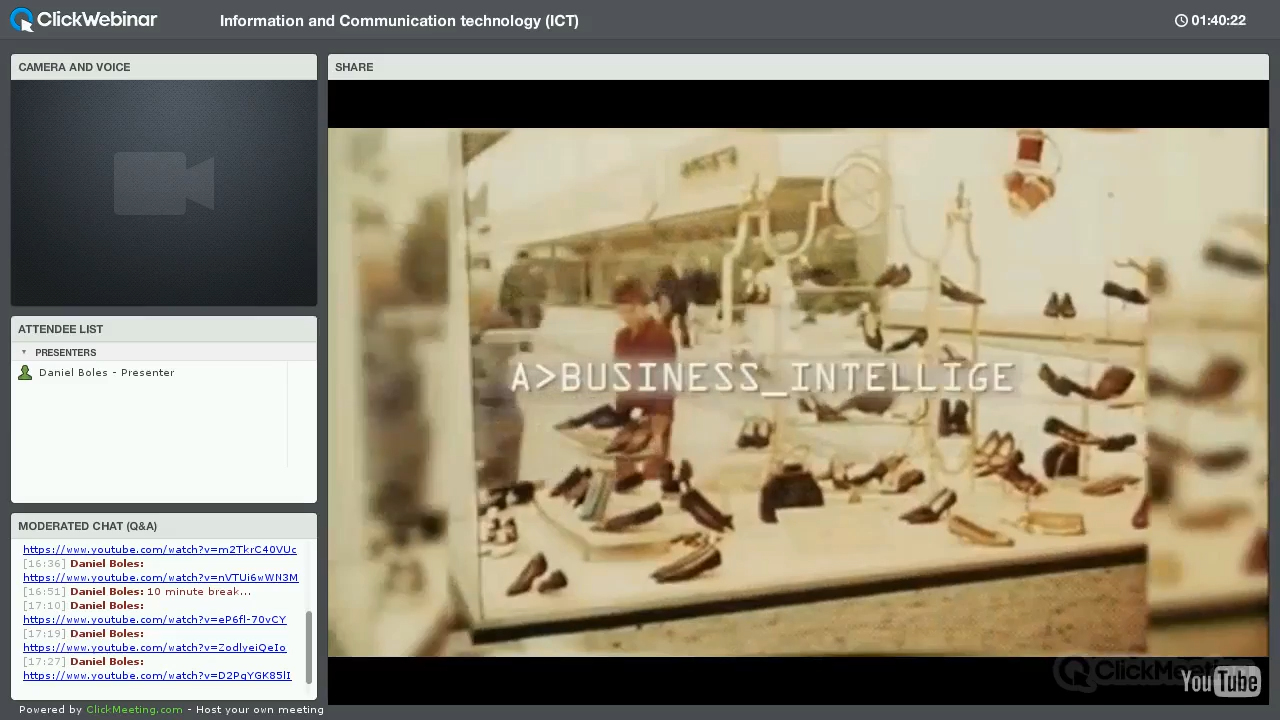 ClickWebinar
Information and Communication technology (ICT)
01:40:22
CAMERA AND VOICE
SHARE
A>BUSINESS_INTELLIGE
ATTENDEE LIST
PRESENTERS
Daniel Boles - Presenter
MODERATED CHAT (Q&A)
https://www.youtube.com/watch?v=m2TkrC40VUc
[16:36] Daniel Boles:
https://www.youtube.com/watch?v=nVTUi6wWN3M
[16:51] Daniel Boles: 10 minute break...
[17:10] Daniel Boles:
https://www.youtube.com/watch?v=eP6fl-70vCY
[17:19] Daniel Boles:
https://www.youtube.com/watch?v=ZodlyeiQeIo
[17:27] Daniel Boles:
https://www.youtube.com/watch?v=D2PqYGK85lI
ClickMeeting
YouTube
Powered by ClickMeeting.com - Host your own meeting